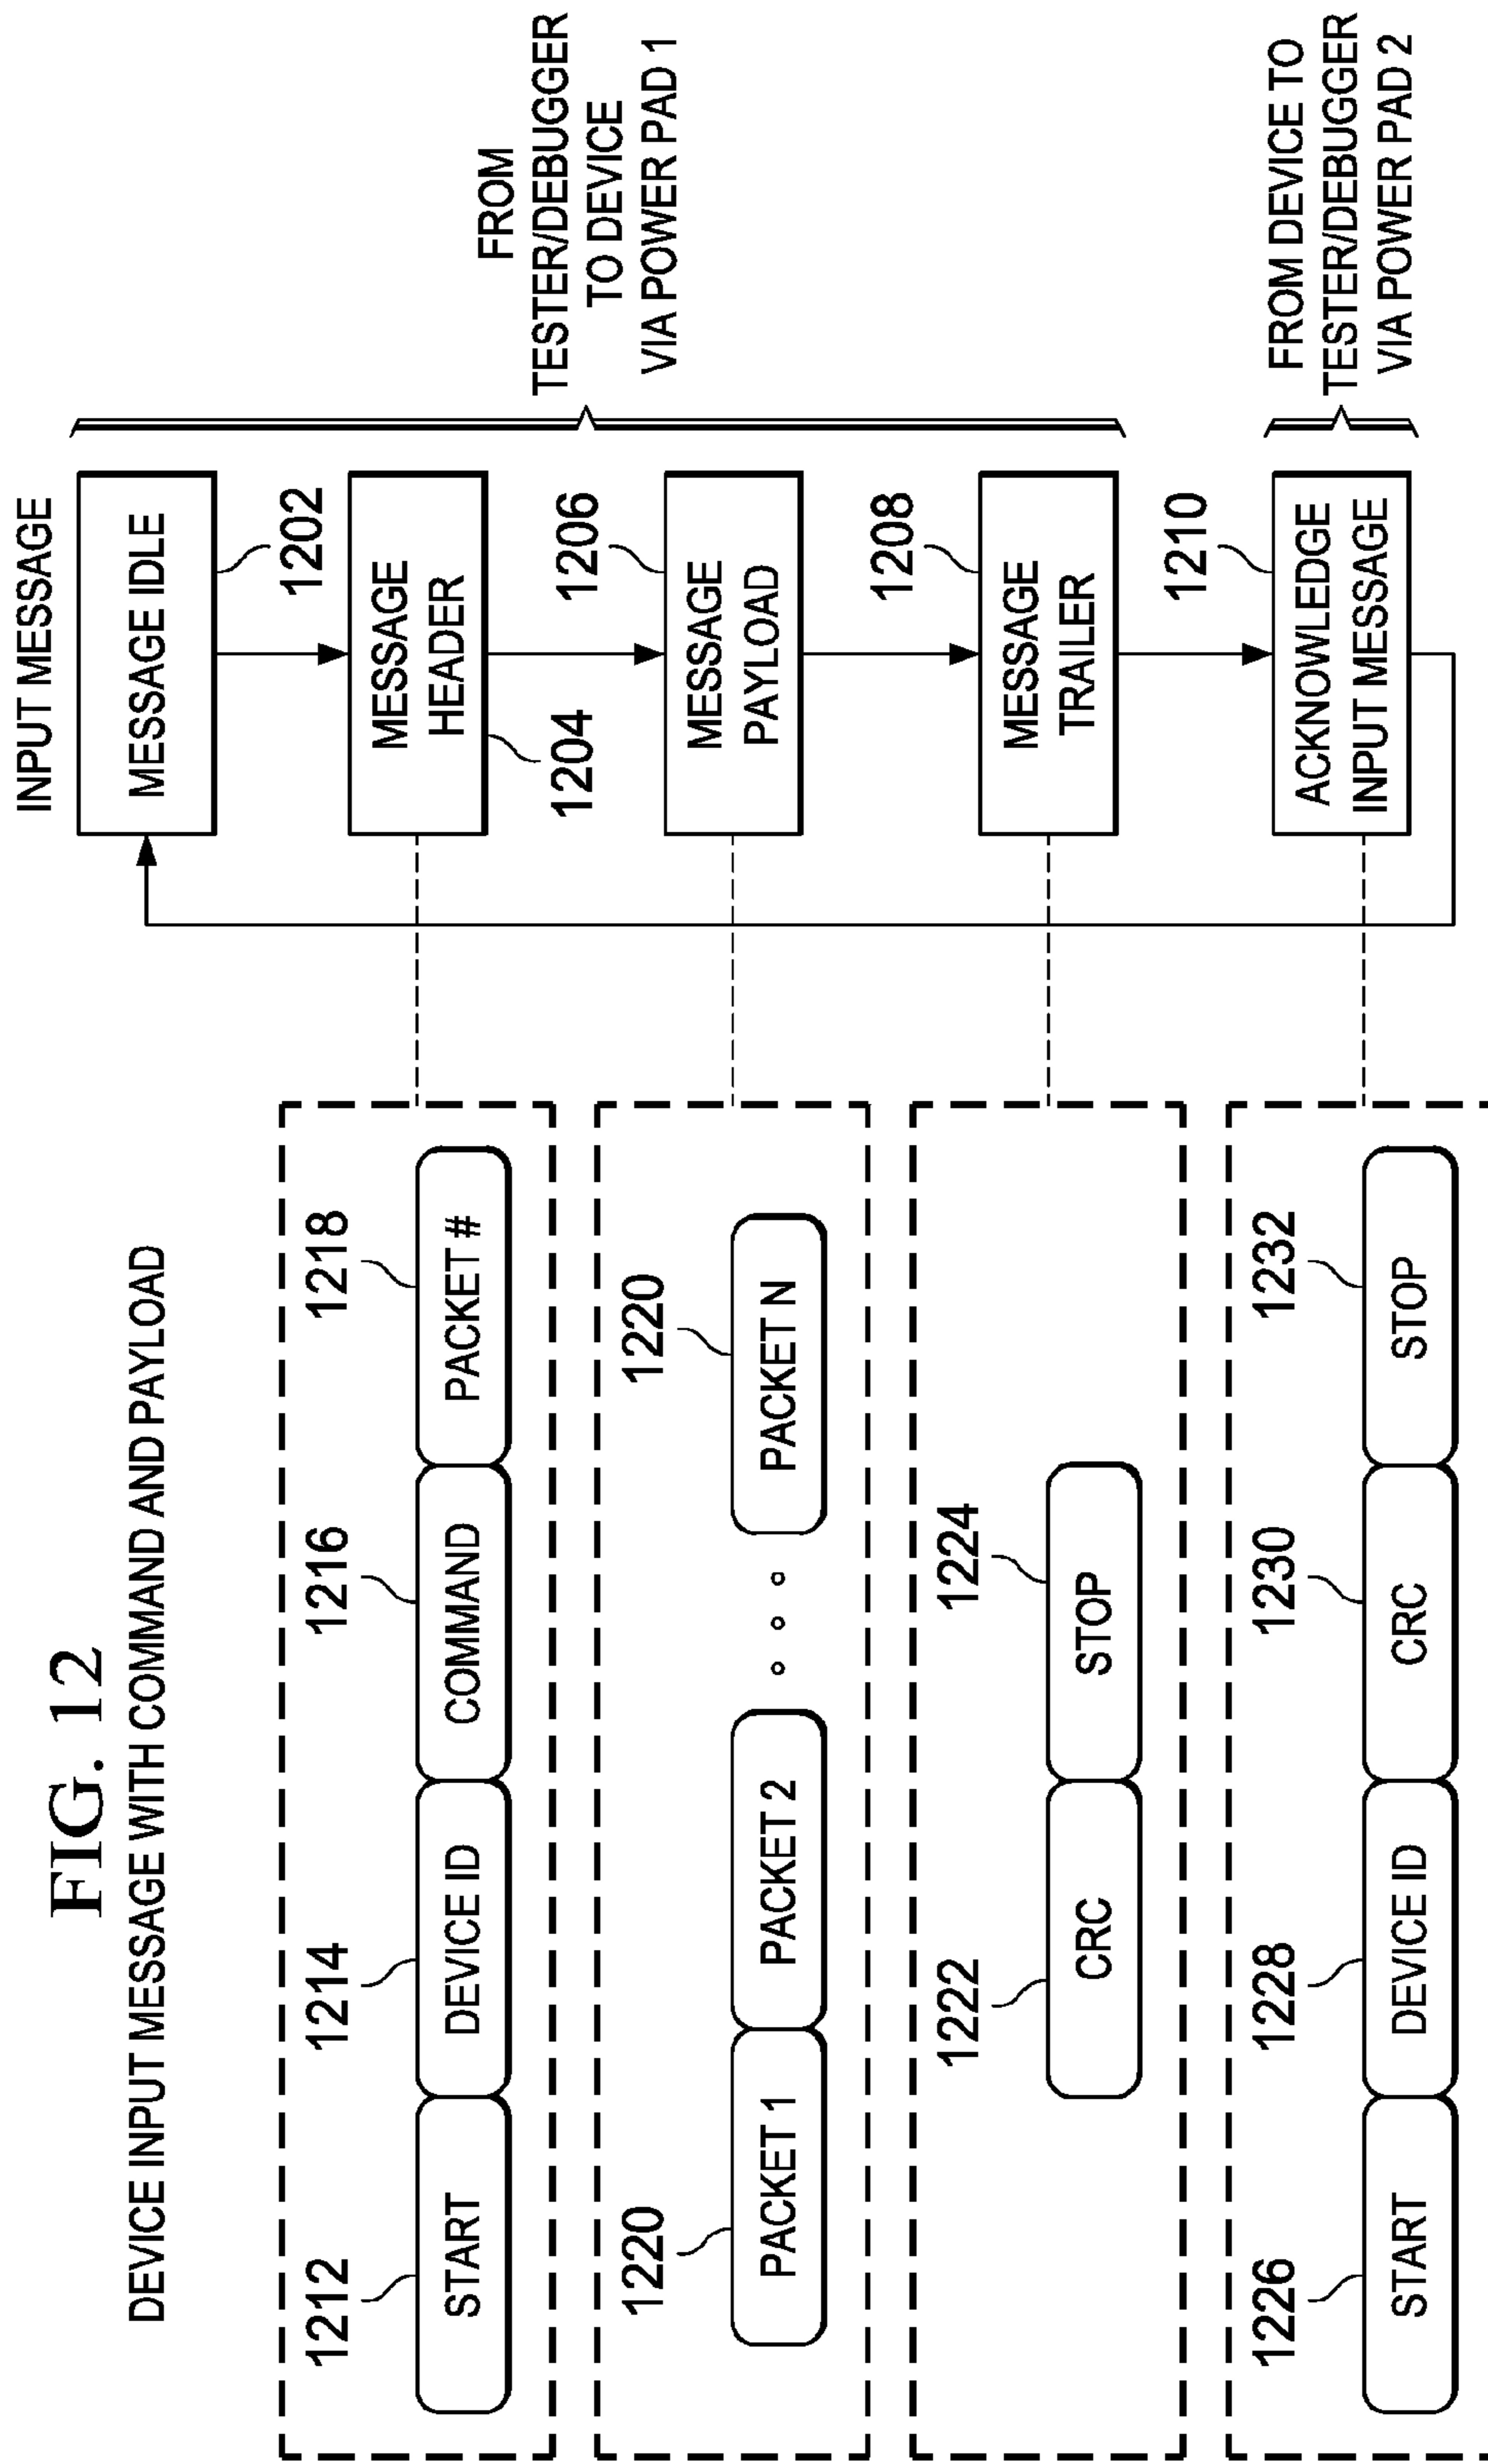 FIG. 12
DEVICE INPUT MESSAGE WITH COMMAND AND PAYLOAD
INPUT MESSAGE
1212
1214
1216
1218
START
DEVICE ID
COMMAND
PACKET #
1220
1220
PACKET 1
PACKET 2
PACKET N
1222
1224
CRC
STOP
1226
1228
1230
1232
START
DEVICE ID
CRC
STOP
MESSAGE IDLE
1202
MESSAGE
HEADER
1204
1206
MESSAGE
PAYLOAD
1208
MESSAGE
TRAILER
1210
ACKNOWLEDGE
INPUT MESSAGE
FROM
TESTER/DEBUGGER
TO DEVICE
VIA POWER PAD 1
FROM DEVICE TO
TESTER/DEBUGGER
VIA POWER PAD 2